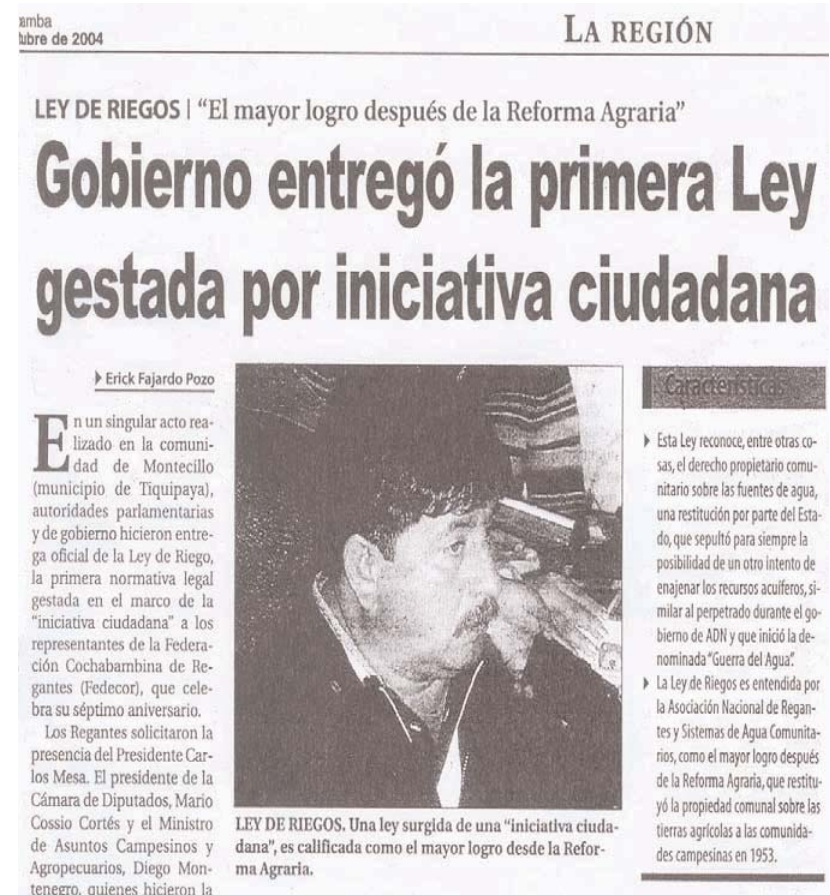 amba
ubre de 2004
LA REGIÓN
LEY DE RIEGOS | “El mayor logro después de la Reforma Agraria”
Gobierno entregó la primera Ley
gestada por iniciativa ciudadana
Erick Fajardo Pozo
En un singular acto rea-
lizado en la comuni-
dad de Montecillo
(municipio de Tiquipaya),
autoridades parlamentarias
y de gobierno hicieron entre-
ga oficial de la Ley de Riego,
la primera normativa legal
gestada en el marco de la
“iniciativa ciudadana” a los
representantes de la Federa-
ción Cochabambina de Re-
gantes (Fedecor), que cele-
bra su séptimo aniversario.
Los Regantes solicitaron la
presencia del Presidente Car-
los Mesa. El presidente de la
Cámara de Diputados, Mario
Cossio Cortés y el Ministro
de Asuntos Campesinos y
Agropecuarios, Diego Mon-
tenegro, quienes hicieron la
LEY DE RIEGOS. Una ley surgida de una “iniciativa ciuda-
dana”, es calificada como el mayor logro desde la Refor-
ma Agraria.
Características
Esta Ley reconoce, entre otras co-
sas, el derecho propietario comu-
nitario sobre las fuentes de agua,
una restitución por parte del Esta-
do, que sepultó para siempre la
posibilidad de un otro intento de
enajenar los recursos acuíferos, si-
milar al perpetrado durante el go-
bierno de ADN y que inició la de-
nominada “Guerra del Agua”.
La Ley de Riegos es entendida por
la Asociación Nacional de Regan-
tes y Sistemas de Agua Comunita-
rios, como el mayor logro después
de la Reforma Agraria, que restitu-
yó la propiedad comunal sobre las
tierras agrícolas a las comunida-
des campesinas en 1953.